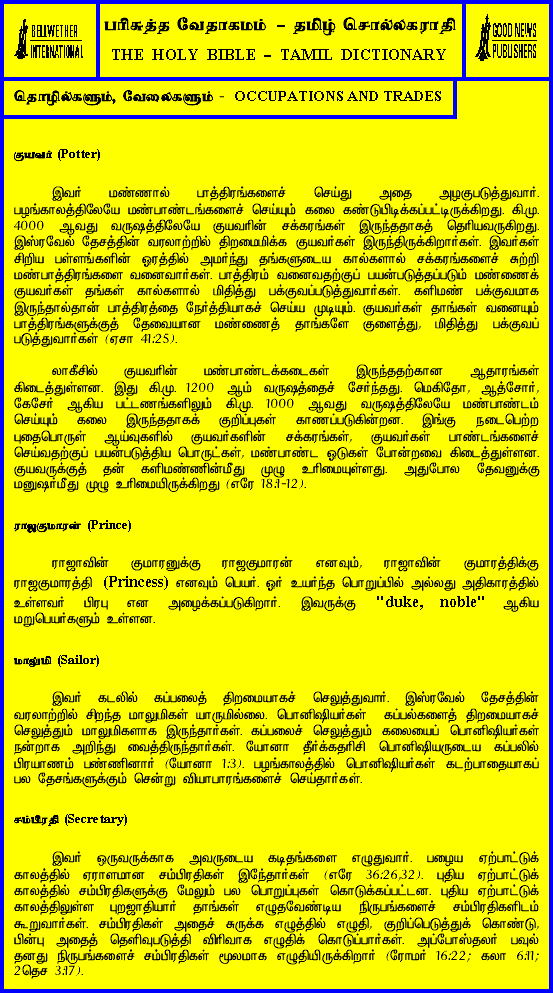 BELLWETHER
INTERNATIONAL
பரிசுத்த வேதாகமம் – தமிழ் சொல்லகராதி
THE HOLY BIBLE – TAMIL DICTIONARY
GOOD NEWS
PUBLISHERS
தொழில்களும், வேலைகளும் - OCCUPATIONS AND TRADES
குயவர் (Potter)
இவர் மண்ணால் பாத்திரங்களைச் செய்து அதை அழகுபடுத்துவார்.
பழங்காலத்திலேயே மண்பாண்டங்களைச் செய்யும் கலை கண்டுபிடிக்கப்பட்டிருக்கிறது. கி.மு.
4000 ஆவது வருஷத்திலேயே குயவரின் சக்கரங்கள் இருந்ததாகத் தெரியவருகிறது.
இஸ்ரவேல் தேசத்தின் வரலாற்றில் திறமைமிக்க குயவர்கள் இருந்திருக்கிறார்கள். இவர்கள்
சிறிய பள்ளங்களின் ஓரத்தில் அமர்ந்து தங்களுடைய கால்களால் சக்கரங்களைச் சுற்றி
மண்பாத்திரங்களை வனைவார்கள். பாத்திரம் வனைவதற்குப் பயன்படுத்தப்படும் மண்ணைக்
குயவர்கள் தங்கள் கால்களால் மிதித்து பக்குவப்படுத்துவார்கள். களிமண் பக்குவமாக
இருந்தால்தான் பாத்திரத்தை நேர்த்தியாகச் செய்ய முடியும். குயவர்கள் தாங்கள் வனையும்
பாத்திரங்களுக்குத் தேவையான மண்ணைத் தாங்களே குளைத்து, மிதித்து பக்குவப்
படுத்துவார்கள் (ஏசா 41:25).
லாகீசில் குயவரின் மண்பாண்டக்கடைகள் இருந்ததற்கான ஆதாரங்கள்
கிடைத்துள்ளன. இது கி.மு. 1200 ஆம் வருஷத்தைச் சேர்ந்தது. மெகிதோ, ஆத்சோர்,
கேசேர் ஆகிய பட்டணங்களிலும் கி.மு. 1000 ஆவது வருஷத்திலேயே மண்பாண்டம்
செய்யும் கலை இருந்ததாகக் குறிப்புகள் காணப்படுகின்றன. இங்கு நடைபெற்ற
புதைபொருள் ஆய்வுகளில் குயவர்களின் சக்கரங்கள், குயவர்கள் பாண்டங்களைச்
செய்வதற்குப் பயன்படுத்திய பொருட்கள், மண்பாண்ட ஓடுகள் போன்றவை கிடைத்துள்ளன.
குயவருக்குத் தன் களிமண்ணின்மீது முழு உரிமையுள்ளது. அதுபோல தேவனுக்கு
மனுஷர்மீது முழு உரிமையிருக்கிறது (எரே 18:1-12).
ராஜகுமாரன் (Prince)
ராஜாவின் குமாரனுக்கு ராஜகுமாரன் எனவும், ராஜாவின் குமாரத்திக்கு
ராஜகுமாரத்தி (Princess) எனவும் பெயர். ஓர் உயர்ந்த பொறுப்பில் அல்லது அதிகாரத்தில்
உள்ளவர் பிரபு என அழைக்கப்படுகிறார். இவருக்கு "duke, noble" ஆகிய
மறுபெயர்களும் உள்ளன.
மாலுமி (Sailor)
இவர் கடலில் கப்பலைத் திறமையாகச் செலுத்துவார். இஸ்ரவேல் தேசத்தின்
வரலாற்றில் சிறந்த மாலுமிகள் யாருமில்லை. பொனிஷியர்கள் கப்பல்களைத் திறமையாகச்
செலுத்தும் மாலுமிகளாக இருந்தார்கள். கப்பலைச் செலுத்தும் கலையைப் பொனிஷியர்கள்
நன்றாக அறிந்து வைத்திருந்தார்கள். யோனா தீர்க்கதரிசி பொனிஷியருடைய கப்பலில்
பிரயாணம் பண்ணினார் (யோனா 1:3). பழங்காலத்தில் பொனிஷியர்கள் கடற்பாதையாகப்
பல தேசங்களுக்கும் சென்று வியாபாரங்களைச் செய்தார்கள்.
சம்பிரதி (Secretary)
இவர் ஒருவருக்காக அவருடைய கடிதங்களை எழுதுவார். பழைய ஏற்பாட்டுக்
காலத்தில் ஏராளமான சம்பிரதிகள் இந்தோர்கள் (எரே 36:26,32). புதிய ஏற்பாட்டுக்
காலத்தில் சம்பிரதிகளுக்கு மேலும் பல பொறுப்புகள் கொடுக்கப்பட்டன. புதிய ஏற்பாட்டுக்
காலத்திலுள்ள புறஜாதியார் தாங்கள் எழுதவேண்டிய நிருபங்களைச் சம்பிரதிகளிடம்
கூறுவார்கள். சம்பிரதிகள் அதைச் சுருக்க எழுத்தில் எழுதி, குறிப்பெடுத்துக் கொண்டு,
பின்பு அதைத் தெளிவுபடுத்தி விரிவாக எழுதிக் கொடுப்பார்கள். அப்போஸ்தலர் பவுல்
தனது நிருபங்களைச் சம்பிரதிகள் மூலமாக எழுதியிருக்கிறார் (ரோமர் 16:22; கலா 6:11;
2தெச 3:17).